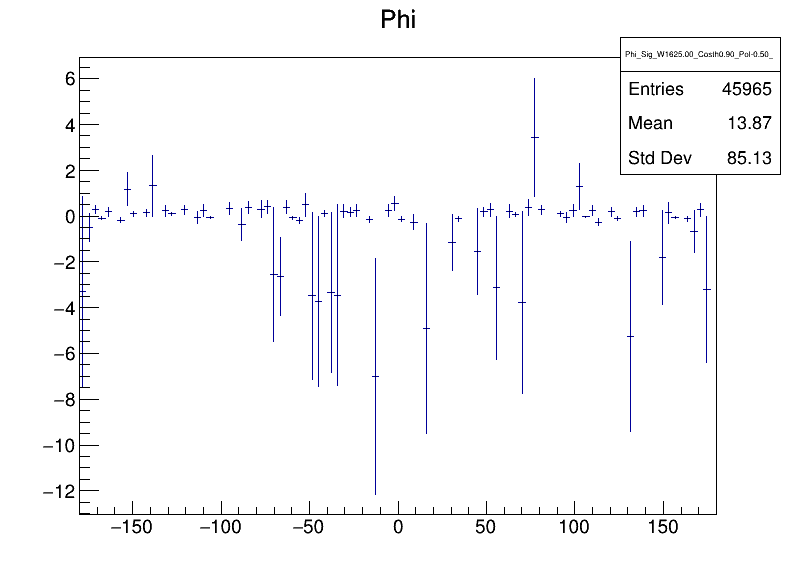 Phi
Phi_Sig_W1625.00_Costh0.90_Pol-0.50_
Entries 45965
Mean 13.87
Std Dev 85.13
6
4
2
0
−2
−4
−6
−8
−10
−12
−150 −100 −50 0 50 100 150